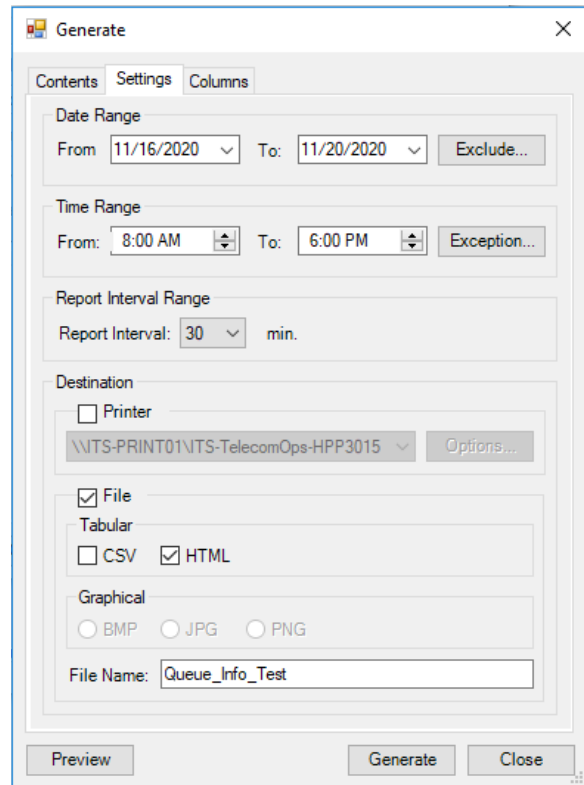 Generate
Contents Settings Columns
Date Range
From 11/16/2020 To: 11/20/2020 Exclude...
Time Range
From: 8:00 AM To: 6:00 PM Exception...
Report Interval Range
Report Interval: 30 min.
Destination
Printer
\\ITS-PRINT01\ITS-TelecomOps-HPP3015 Options...
File
Tabular
CSV HTML
Graphical
BMP JPG PNG
File Name: Queue_Info_Test
Preview Generate Close